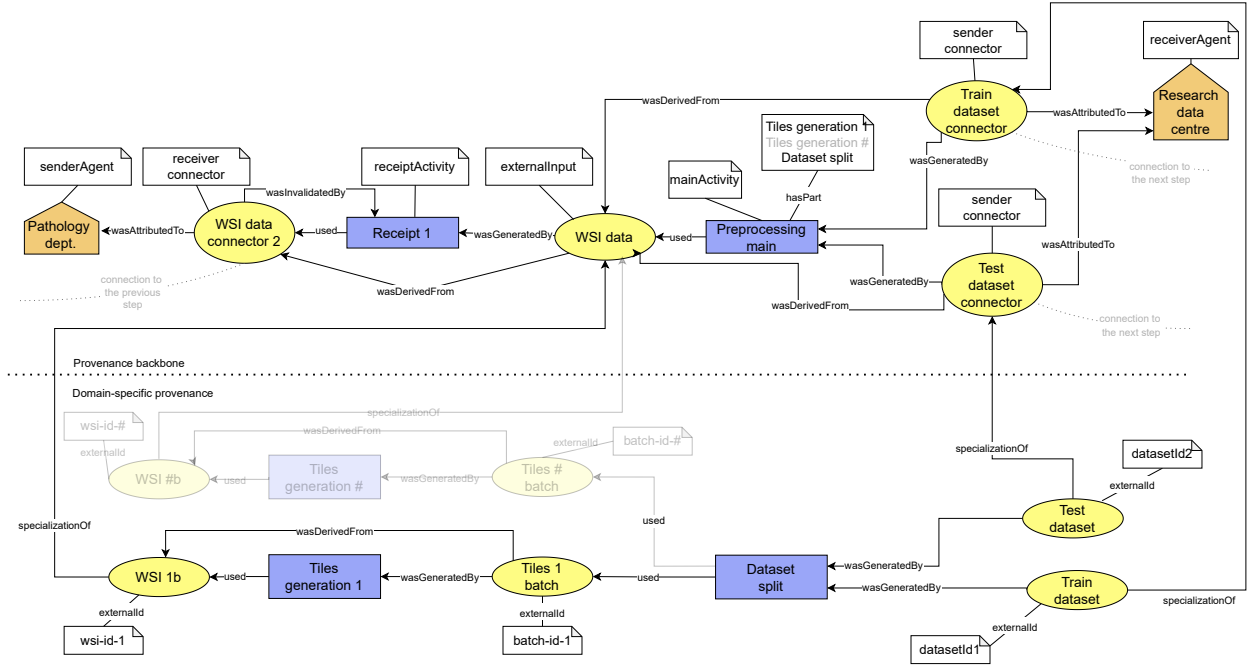 sender
connector
receiverAgent
Train
dataset
connector
Research
data
centre
wasDerivedFrom
wasAttributedTo
Tiles generation 1
Tiles generation #
Dataset split
wasGeneratedBy
connection to
the next step
senderAgent
receiver
connector
receiptActivity
externalInput
mainActivity
hasPart
wasInvalidatedBy
sender
connector
Pathology
dept.
wasAttributedTo
WSI data
connector 2
used
Receipt 1
wasGeneratedBy
WSI data
used
Preprocessing
main
wasAttributedTo
connection to
the previous
step
wasDerivedFrom
wasGeneratedBy
wasDerivedFrom
Test
dataset
connector
connection to
the next step
Provenance backbone
Domain-specific provenance
wsi-id-#
externalId
specializationOf
wasDerivedFrom
externalId
batch-id-#
WSI #b
used
Tiles
generation #
wasGeneratedBy
Tiles #
batch
specializationOf
datasetId2
externalId
used
Test
dataset
specializationOf
wasDerivedFrom
WSI 1b
used
Tiles
generation 1
wasGeneratedBy
Tiles 1
batch
used
Dataset
split
wasGeneratedBy
wasGeneratedBy
Train
dataset
specializationOf
externalId
wsi-id-1
externalId
batch-id-1
externalId
datasetId1